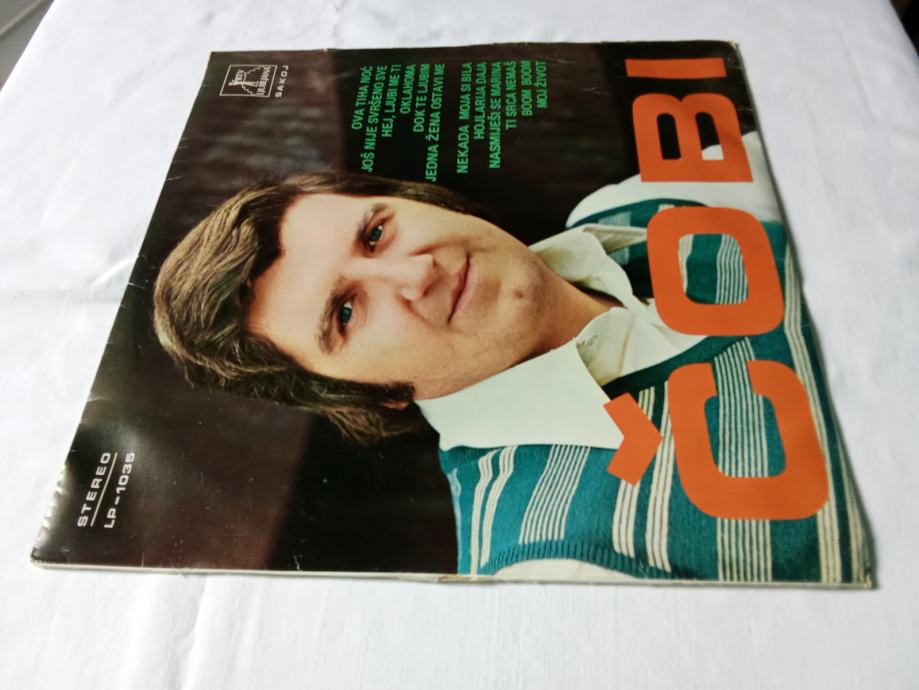 STEREO
LP-1035
RTV
LJUBLJANA
SAKOJ
OVA TIHA NOĆ
JOŠ NIJE SVRŠENO SVE
HEJ, LJUBI ME TI
OKLAHOMA
DOK TE LJUBIM
JEDNA ŽENA OSTAVI ME
NEKADA MOJA SI BILA
HOJLARIJA DAJA
NASMIJEŠI SE MARINA
TI SRCA NEMAŠ
BOOM BOOM
MOJ ŽIVOT
ČOBI